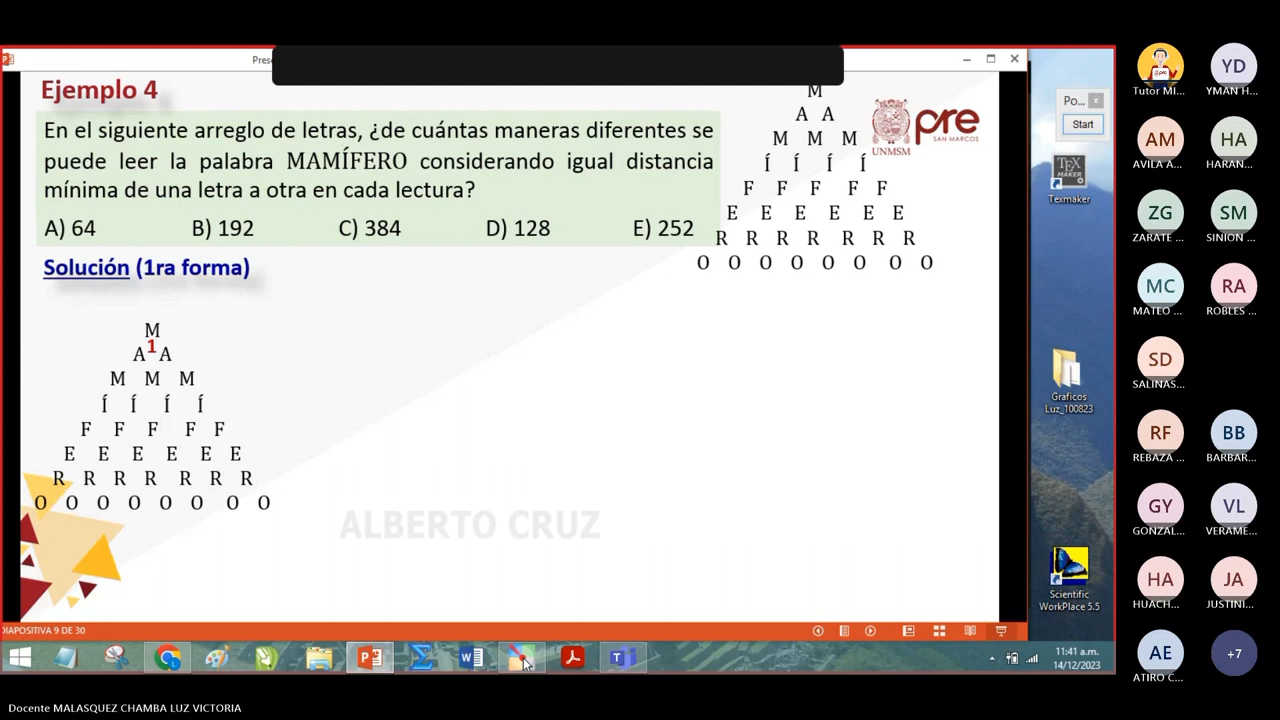 Pres
Ejemplo 4
En el siguiente arreglo de letras, ¿de cuántas maneras diferentes se
puede leer la palabra MAMÍFERO considerando igual distancia
mínima de una letra a otra en cada lectura?
A) 64 B) 192 C) 384 D) 128 E) 252
M
A A
M M M
Í Í Í Í
F F F F F
E E E E E E
R R R R R R R
O O O O O O O O
UNMSM
pre
SAN MARCOS
Solución (1ra forma)
M
1
A A
M M M
Í Í Í Í
F F F F F
E E E E E E
R R R R R R R
O O O O O O O O
ALBERTO CRUZ
DIAPOSITIVA 9 DE 30
Po... x
Start
TEX
MAKER
Texmaker
Graficos
Luz_100823
Scientific
WorkPlace 5.5
11:41 a.m.
14/12/2023
Tutor MI...
YD
YMAN H...
AM
AVILA A...
HA
HARAN...
ZG
ZARATE ...
SM
SINION ...
MC
MATEO ...
RA
ROBLES ...
SD
SALINAS...
RF
REBAZA ...
BB
BARBAR...
GY
GONZAL...
VL
VERAME...
HA
HUACH...
JA
JUSTINI...
AE
ATIRO C...
+7
Docente MALASQUEZ CHAMBA LUZ VICTORIA